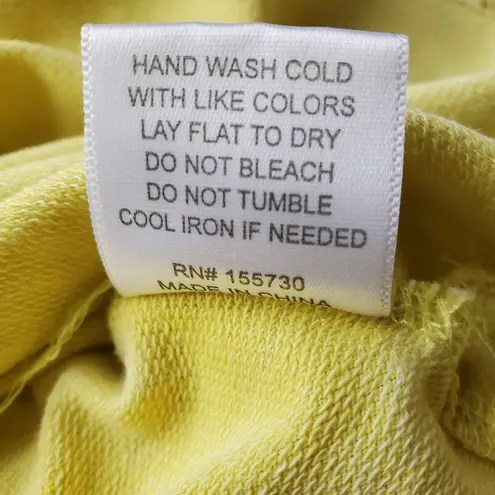 HAND WASH COLD
WITH LIKE COLORS
LAY FLAT TO DRY
DO NOT BLEACH
DO NOT TUMBLE
COOL IRON IF NEEDED
RN# 155730
MADE IN CHINA